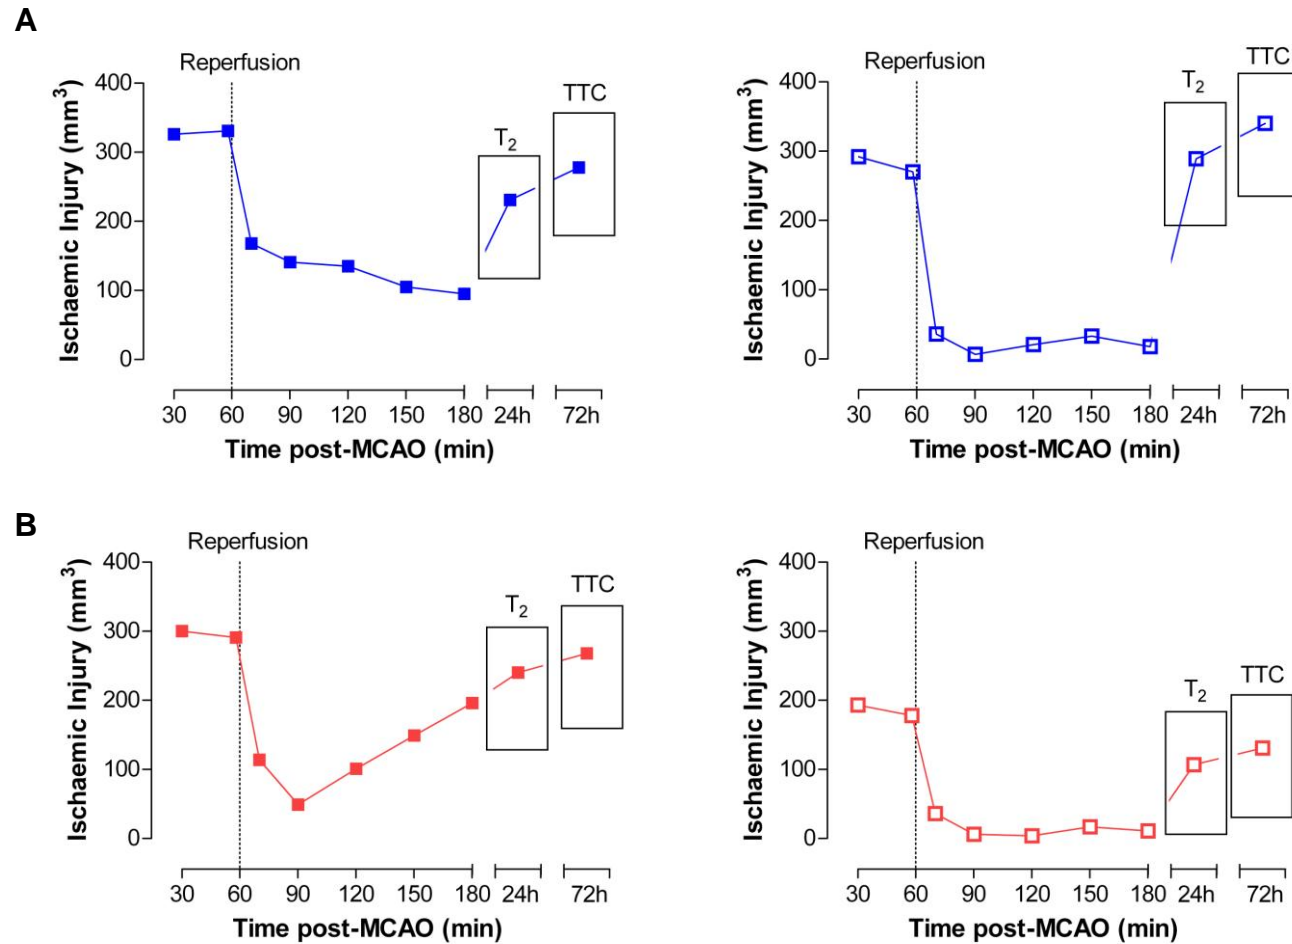 A
Reperfusion
T2
TTC
Ischaemic Injury (mm3)
400
300
200
100
0
30 60 90 120 150 180 24h 72h
Time post-MCAO (min)
Reperfusion
T2
TTC
Ischaemic Injury (mm3)
400
300
200
100
0
30 60 90 120 150 180 24h 72h
Time post-MCAO (min)
B
Reperfusion
T2
TTC
Ischaemic Injury (mm3)
400
300
200
100
0
30 60 90 120 150 180 24h 72h
Time post-MCAO (min)
Reperfusion
T2
TTC
Ischaemic Injury (mm3)
400
300
200
100
0
30 60 90 120 150 180 24h 72h
Time post-MCAO (min)